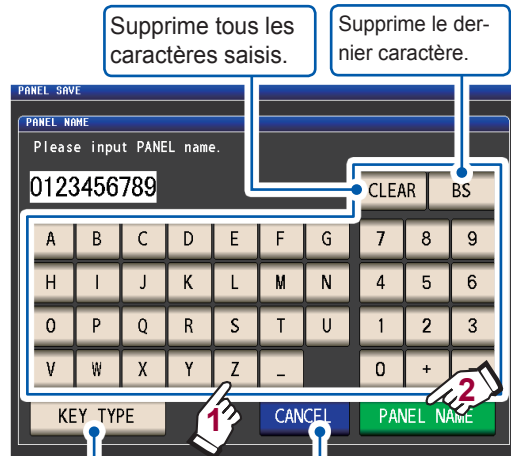 Supprime tous les
caractères saisis.
Supprime le der-
nier caractère.
PANEL SAVE
PANEL NAME
Please input PANEL name.
0123456789
CLEAR BS
A B C D E F G 7 8 9
H I J K L M N 4 5 6
O P Q R S T U 1 2 3
V W X Y Z _ 0 +
1
2
KEY TYPE CANCEL PANEL NAME